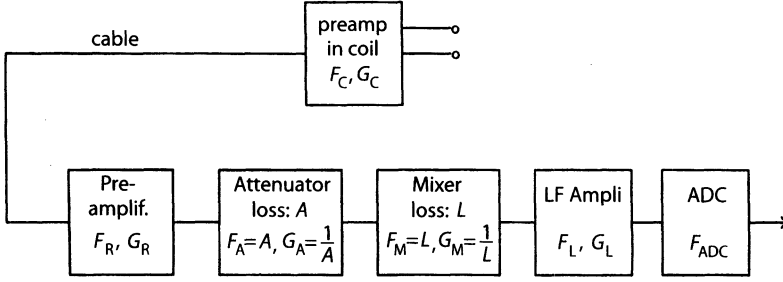 cable
preamp
in coil
F_C, G_C
Pre-
amplif.
F_R, G_R
Attenuator
loss: A
F_A=A, G_A=1/A
Mixer
loss: L
F_M=L, G_M=1/L
LF Ampli
F_L, G_L
ADC
F_ADC